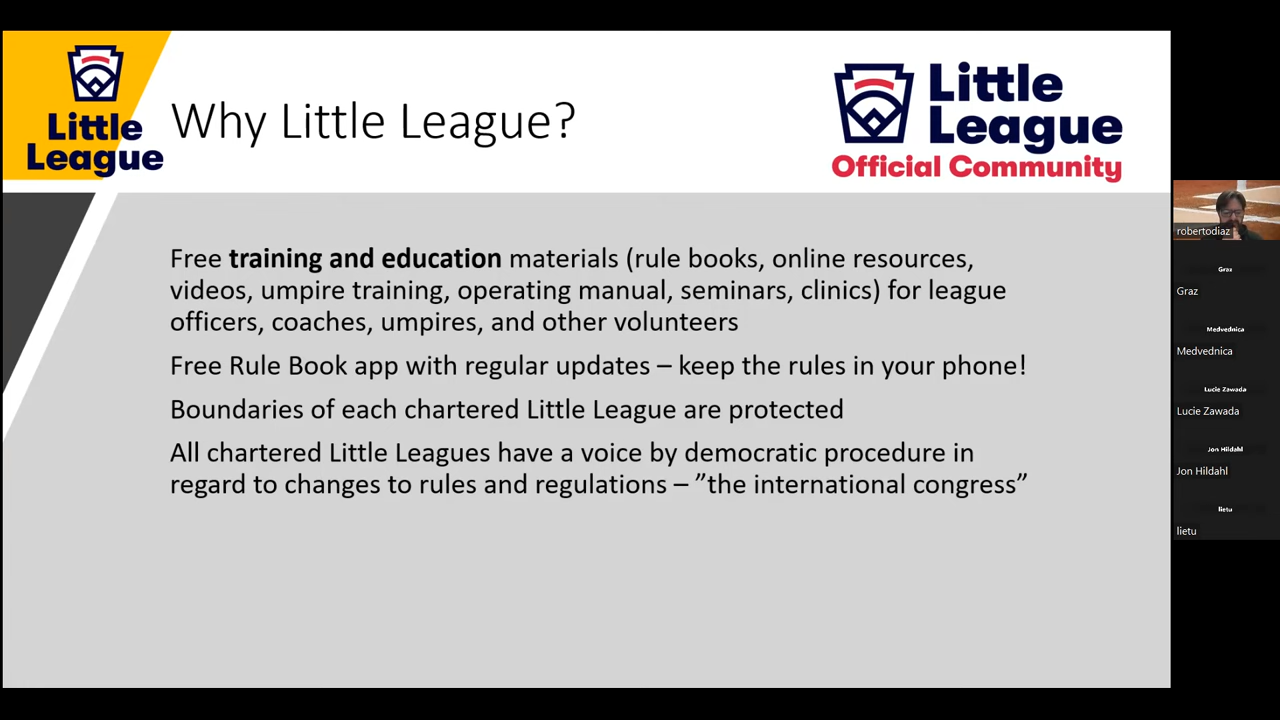 Little
League
Why Little League?
Little
League
Official Community
Free training and education materials (rule books, online resources,
videos, umpire training, operating manual, seminars, clinics) for league
officers, coaches, umpires, and other volunteers
Free Rule Book app with regular updates – keep the rules in your phone!
Boundaries of each chartered Little League are protected
All chartered Little Leagues have a voice by democratic procedure in
regard to changes to rules and regulations – ”the international congress”
robertodiaz
Graz
Graz
Medvednica
Medvednica
Lucie Zawada
Lucie Zawada
Jon Hildahl
Jon Hildahl
lietu
lietu